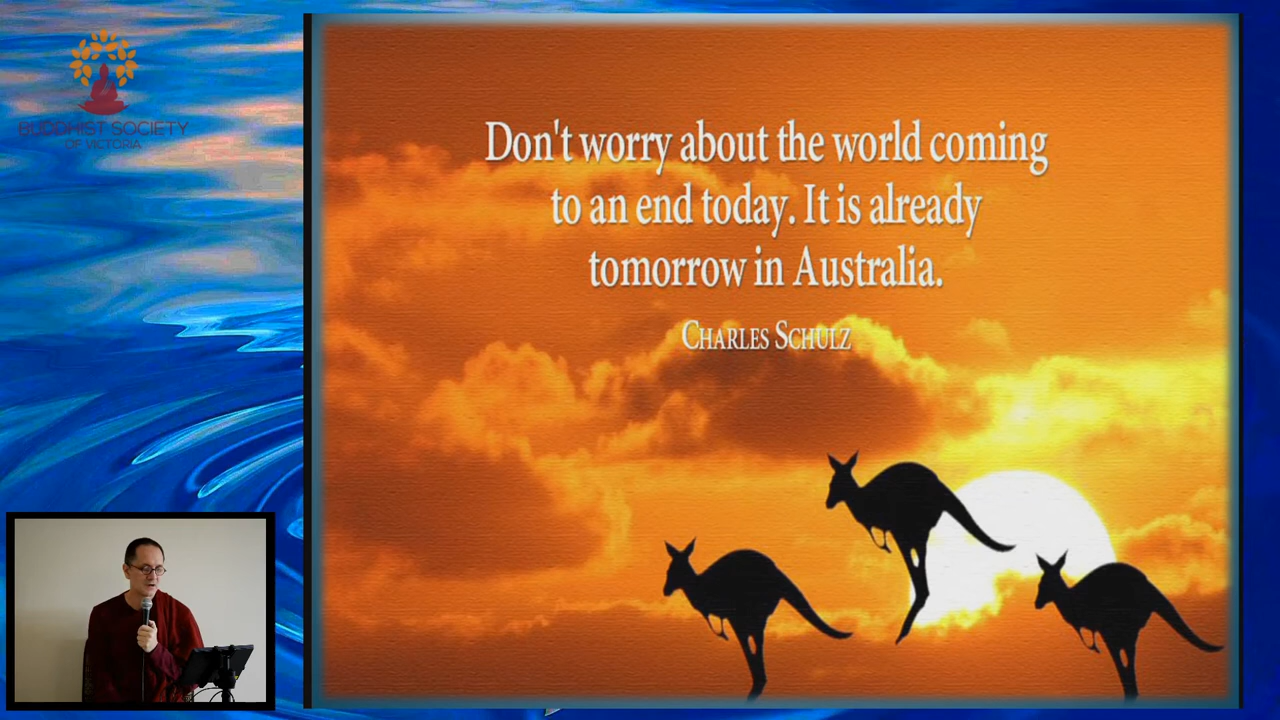 BUDDHIST SOCIETY
OF VICTORIA
Don't worry about the world coming
to an end today. It is already
tomorrow in Australia.
CHARLES SCHULZ